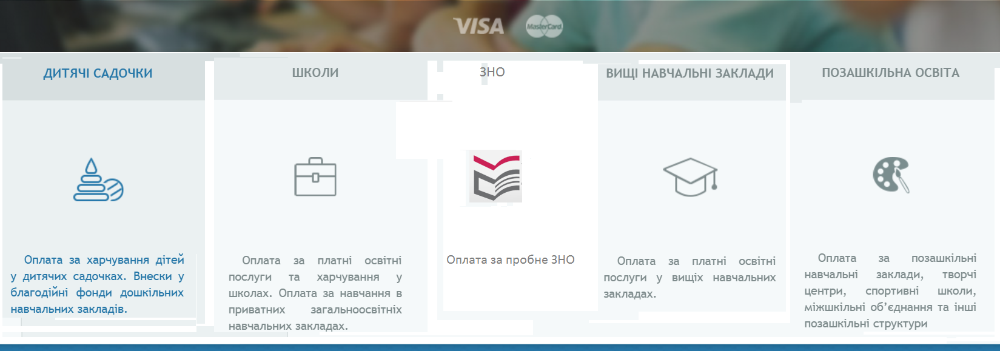 VISA MasterCard
ДИТЯЧІ САДОЧКИ
Оплата за харчування дітей
у дитячих садочках. Внески у
благодійні фонди дошкільних
навчальних закладів.
ШКОЛИ
Оплата за платні освітні
послуги та харчування у
школах. Оплата за навчання в
приватних загальноосвітніх
навчальних закладах.
ЗНО
Оплата за пробне ЗНО
ВИЩІ НАВЧАЛЬНІ ЗАКЛАДИ
Оплата за платні освітні
послуги у вищіх навчальних
закладах.
ПОЗАШКІЛЬНА ОСВІТА
Оплата за позашкільні
навчальні заклади, творчі
центри, спортивні школи,
міжшкільні об’єднання та інші
позашкільні структури